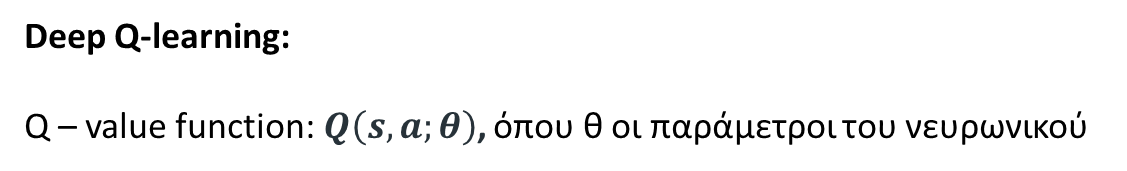 Deep Q-learning:
Q – value function: Q(s, a; θ), όπου θ οι παράμετροι του νευρωνικού